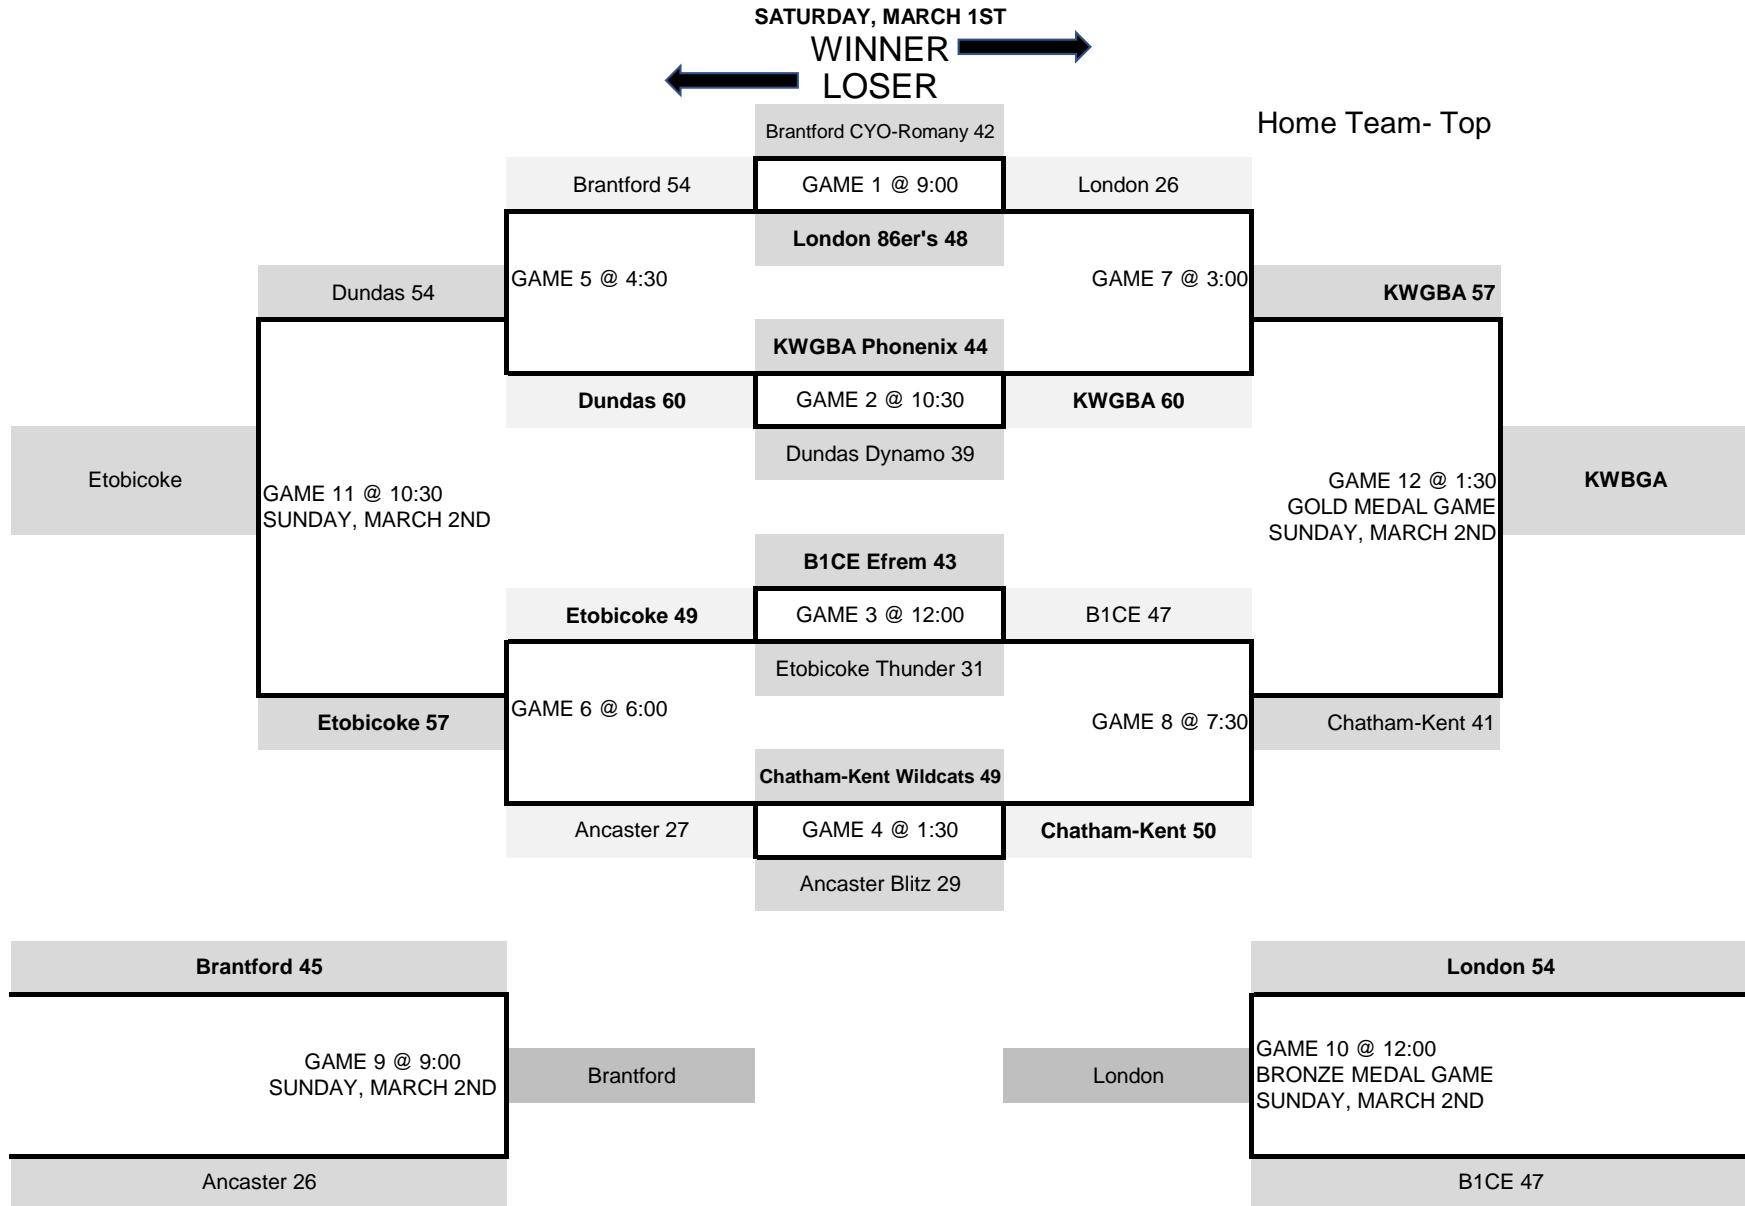 SATURDAY, MARCH 1ST
WINNER
LOSER
Brantford CYO-Romany 42
Home Team- Top
Brantford 54
GAME 1 @ 9:00
London 26
London 86er's 48
GAME 5 @ 4:30
GAME 7 @ 3:00
Dundas 54
KWGBA 57
KWGBA Phonenix 44
Dundas 60
GAME 2 @ 10:30
KWGBA 60
Dundas Dynamo 39
Etobicoke
GAME 11 @ 10:30
SUNDAY, MARCH 2ND
GAME 12 @ 1:30
GOLD MEDAL GAME
SUNDAY, MARCH 2ND
KWBGA
B1CE Efrem 43
Etobicoke 49
GAME 3 @ 12:00
B1CE 47
Etobicoke Thunder 31
GAME 6 @ 6:00
GAME 8 @ 7:30
Etobicoke 57
Chatham-Kent 41
Chatham-Kent Wildcats 49
Ancaster 27
GAME 4 @ 1:30
Chatham-Kent 50
Ancaster Blitz 29
Brantford 45
GAME 9 @ 9:00
SUNDAY, MARCH 2ND
Brantford
Ancaster 26
London 54
London
GAME 10 @ 12:00
BRONZE MEDAL GAME
SUNDAY, MARCH 2ND
B1CE 47